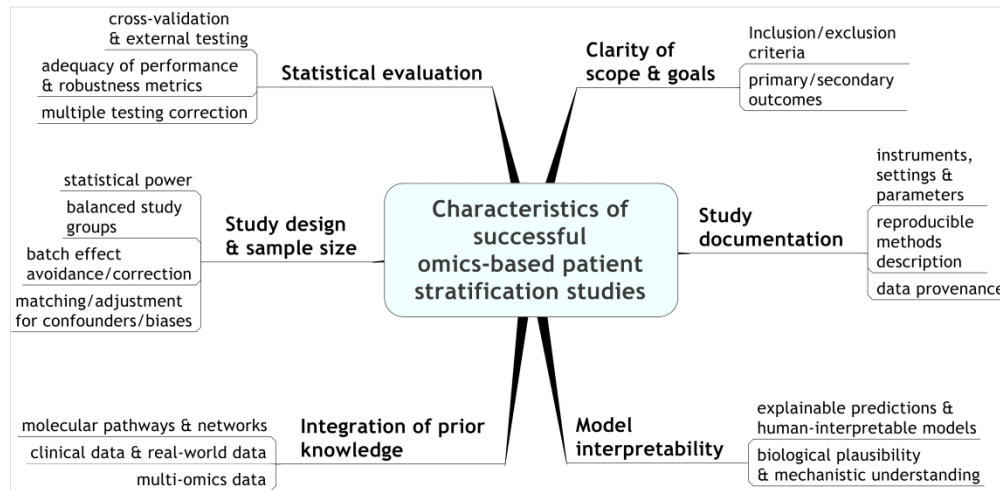 cross-validation
& external testing
adequacy of performance
& robustness metrics
multiple testing correction
Statistical evaluation
Clarity of
scope & goals
Inclusion/exclusion
criteria
primary/secondary
outcomes
statistical power
balanced study
groups
batch effect
avoidance/correction
matching/adjustment
for confounders/biases
Study design
& sample size
Characteristics of
successful
omics-based patient
stratification studies
Study
documentation
instruments,
settings &
parameters
reproducible
methods
description
data provenance
molecular pathways & networks
clinical data & real-world data
multi-omics data
Integration of prior
knowledge
Model
interpretability
explainable predictions &
human-interpretable models
biological plausibility
& mechanistic understanding